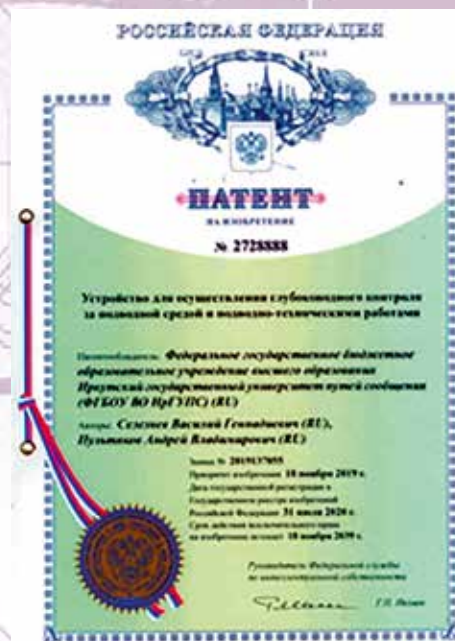 РОССИЙСКАЯ ФЕДЕРАЦИЯ
ПАТЕНТ
НА ИЗОБРЕТЕНИЕ
№ 2728888
Устройство для осуществления глубоководного контроля
за подводной средой и подводно-техническими работами
Патентообладатель: Федеральное государственное бюджетное
образовательное учреждение высшего образования
Иркутский государственный университет путей сообщения
(ФГБОУ ВО ИрГУПС) (RU)
Авторы: Селезнев Василий Геннадиевич (RU),
Пультяков Андрей Владимирович (RU)
Заявка № 2019137055
Приоритет изобретения 18 ноября 2019 г.
Дата государственной регистрации в
Государственном реестре изобретений
Российской Федерации 31 июля 2020 г.
Срок действия исключительного права
на изобретение истекает 18 ноября 2039 г.
Руководитель Федеральной службы
по интеллектуальной собственности
Г.П. Ивлиев